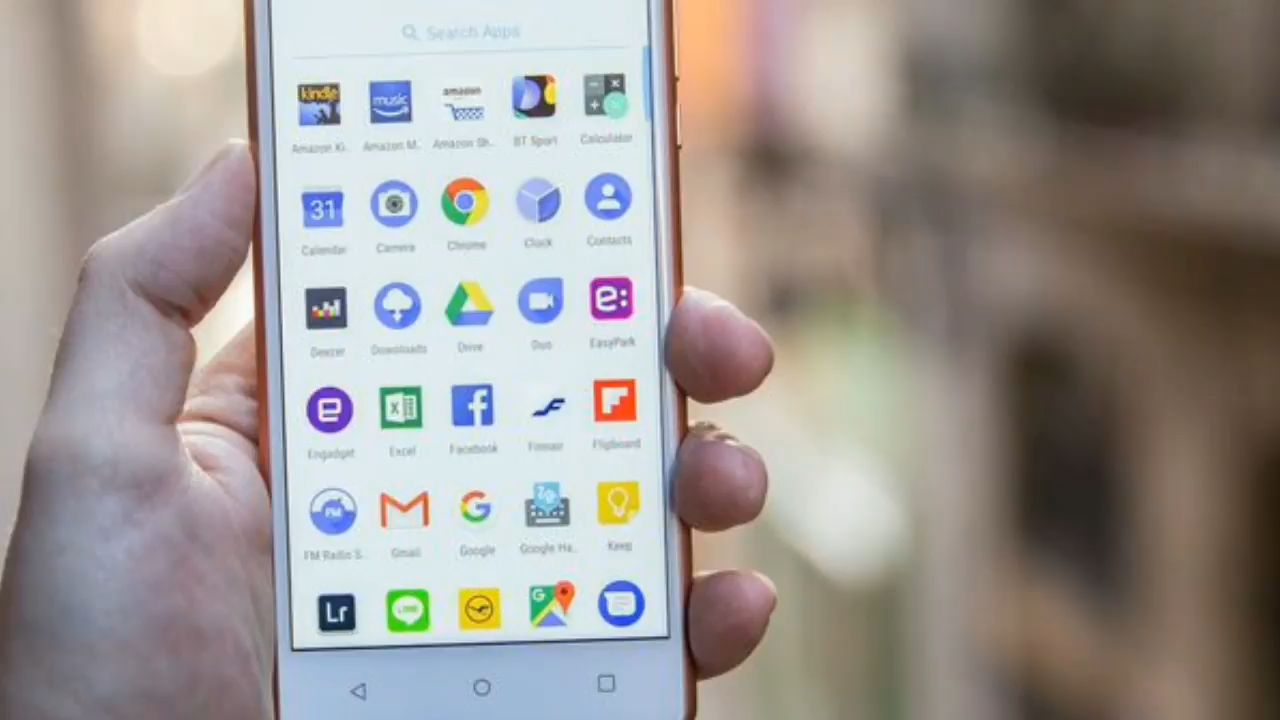 Search Apps
kindle music amazon
Amazon Ki.. Amazon M.. Amazon Sh.. BT Sport Calculator
31
Calendar Camera Chrome Clock Contacts
e:
Deezer Downloads Drive Duo EasyPark
e f
Engadget Excel Facebook Finnair Flipboard
FM G
FM Radio S.. Gmail Google Google Ha.. Keep
Lr LINE G